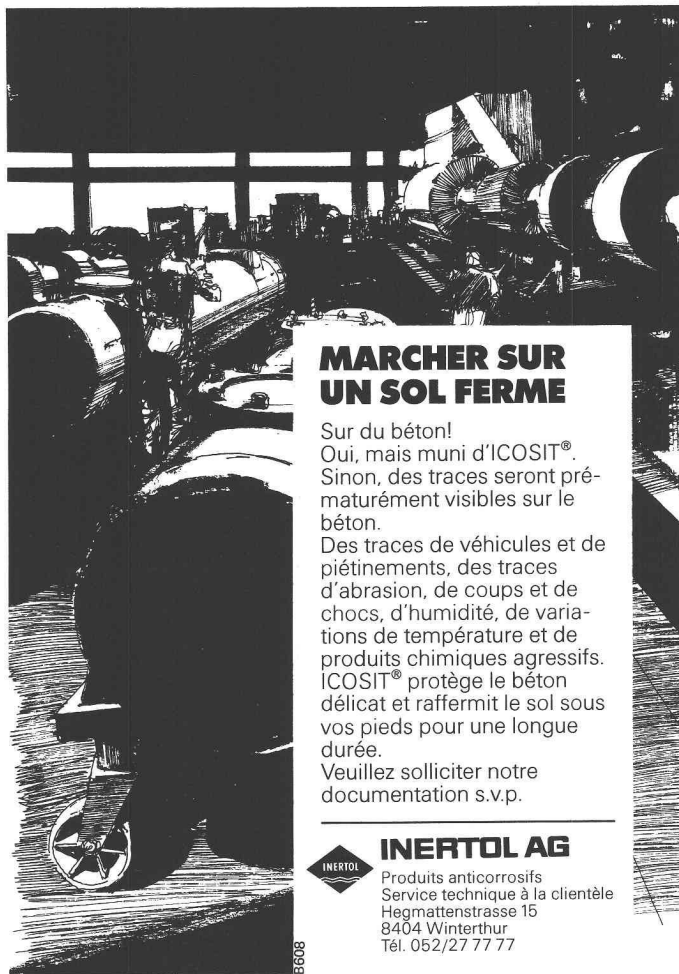 MARCHER SUR
UN SOL FERME
Sur du béton!
Oui, mais muni d'ICOSIT®.
Sinon, des traces seront pré-
maturément visibles sur le
béton.
Des traces de véhicules et de
piétinements, des traces
d'abrasion, de coups et de
chocs, d'humidité, de varia-
tions de température et de
produits chimiques agressifs.
ICOSIT® protège le béton
délicat et raffermit le sol sous
vos pieds pour une longue
durée.
Veuillez solliciter notre
documentation s.v.p.
INERTOL
INERTOL AG
Produits anticorrosifs
Service technique à la clientèle
Hegmattenstrasse 15
8404 Winterthur
Tél. 052/27 77 77
B608